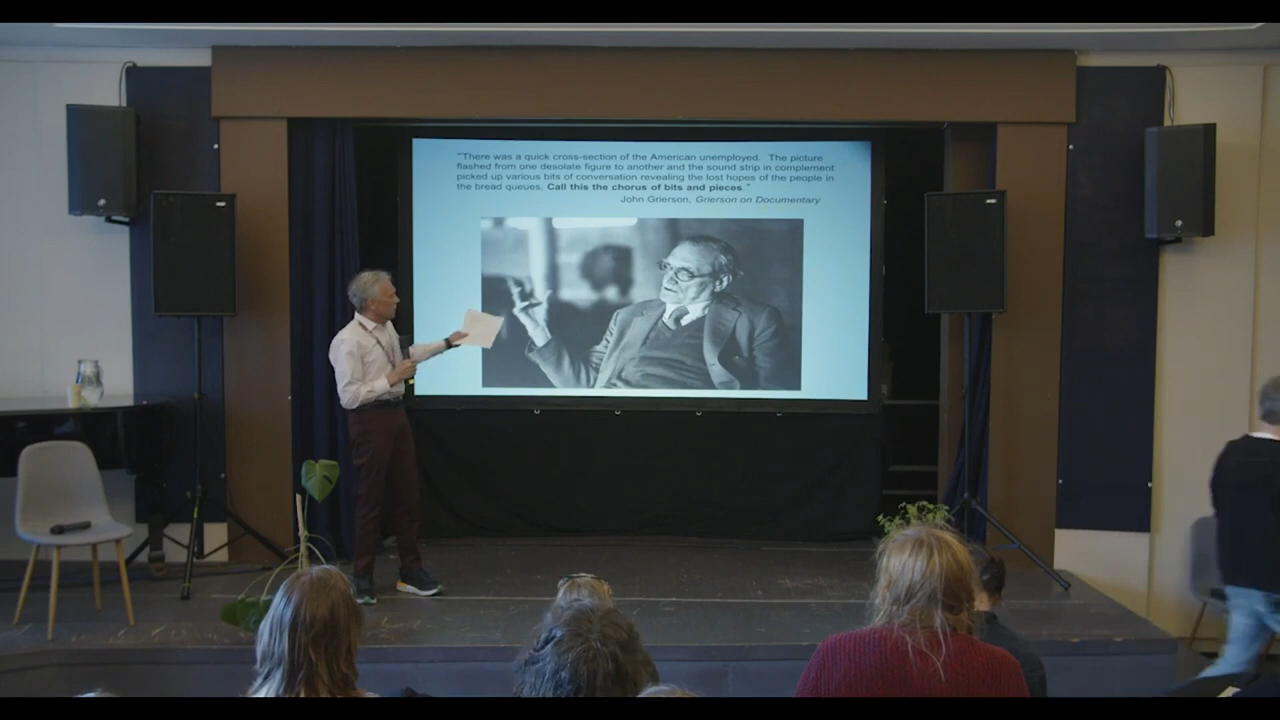 "There was a quick cross-section of the American unemployed. The picture
flashed from one desolate figure to another and the sound strip in complement
picked up various bits of conversation revealing the lost hopes of the people in
the bread queues. Call this the chorus of bits and pieces."
John Grierson, Grierson on Documentary